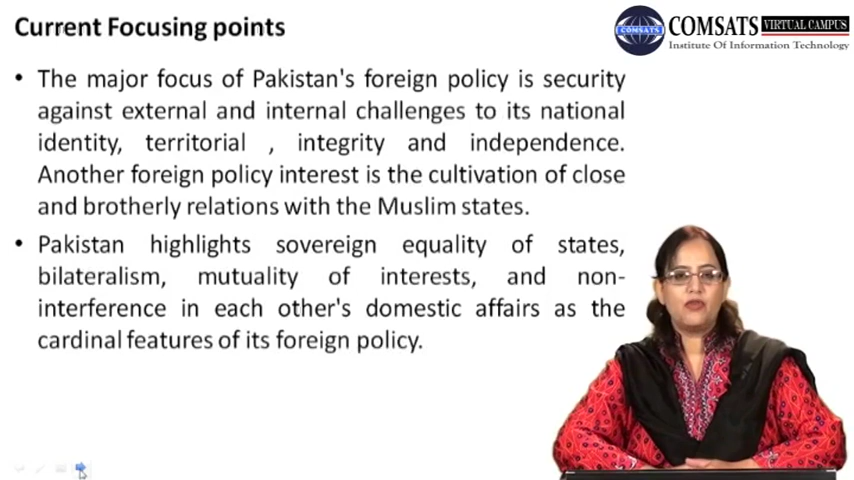 Current Focusing points
COMSATS VIRTUAL CAMPUS
Institute Of Information Technology
COMSATS
• The major focus of Pakistan's foreign policy is security
against external and internal challenges to its national
identity, territorial , integrity and independence.
Another foreign policy interest is the cultivation of close
and brotherly relations with the Muslim states.
• Pakistan highlights sovereign equality of states,
bilateralism, mutuality of interests, and non-
interference in each other's domestic affairs as the
cardinal features of its foreign policy.